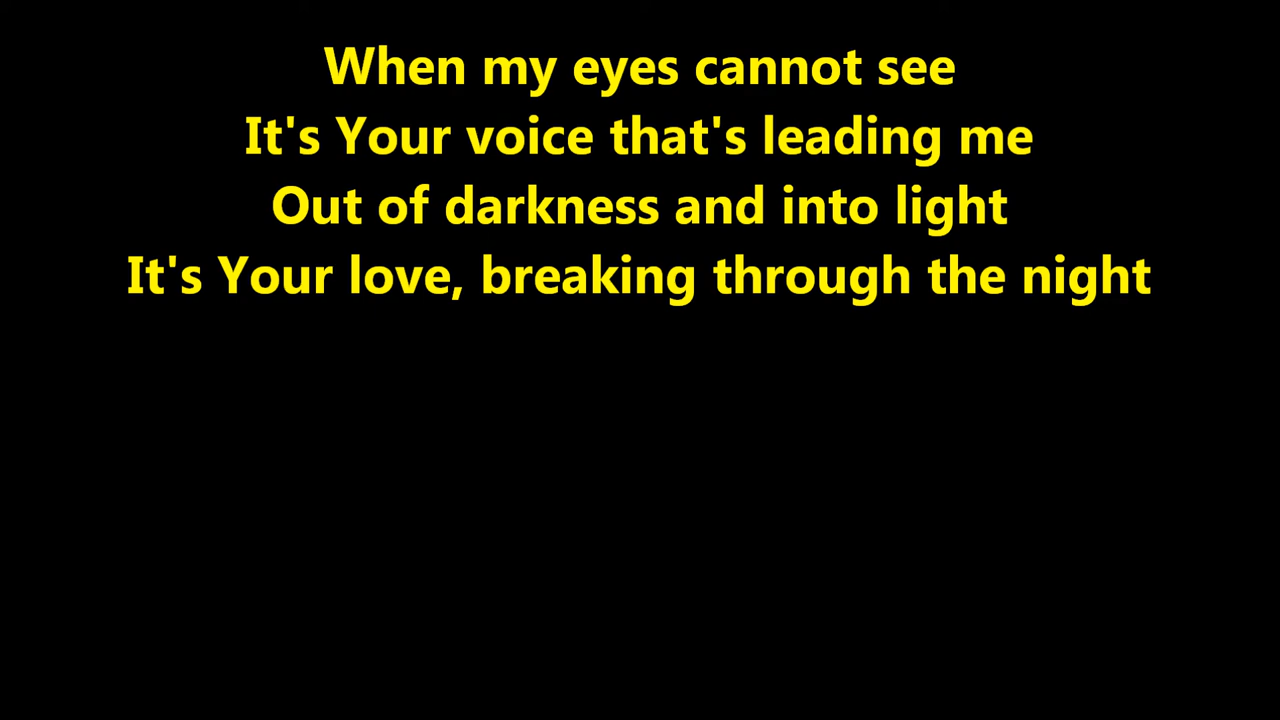 When my eyes cannot see
It's Your voice that's leading me
Out of darkness and into light
It's Your love, breaking through the night